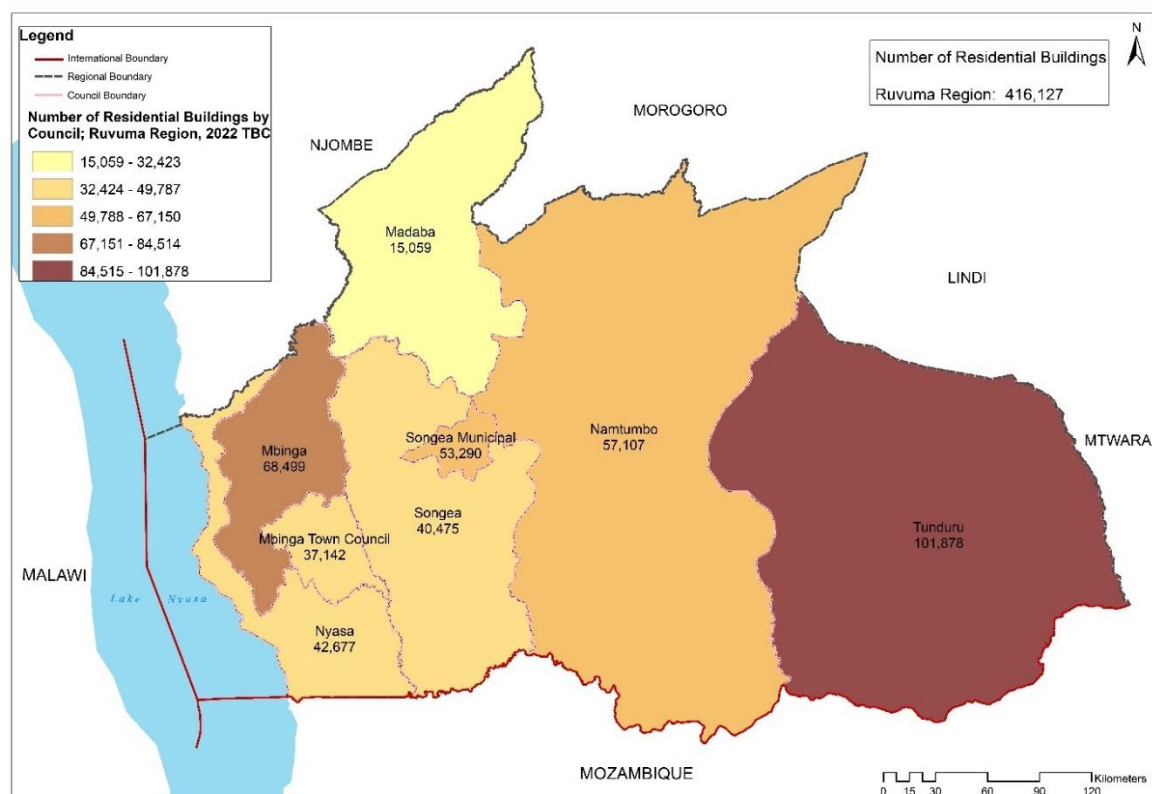 Legend
International Boundary
Regional Boundary
Council Boundary
Number of Residential Buildings by
Council; Ruvuma Region, 2022 TBC
15,059 - 32,423
32,424 - 49,787
49,788 - 67,150
67,151 - 84,514
84,515 - 101,878
Number of Residential Buildings
Ruvuma Region: 416,127
N
NJOMBE
MOROGORO
LINDI
MTWARA
MALAWI
MOZAMBIQUE
Lake Nyasa
Madaba
15,059
Mbinga
68,499
Songea Municipal
53,290
Namtumbo
57,107
Songea
40,475
Mbinga Town Council
37,142
Tunduru
101,878
Nyasa
42,677
Kilometers
0 15 30 60 90 120